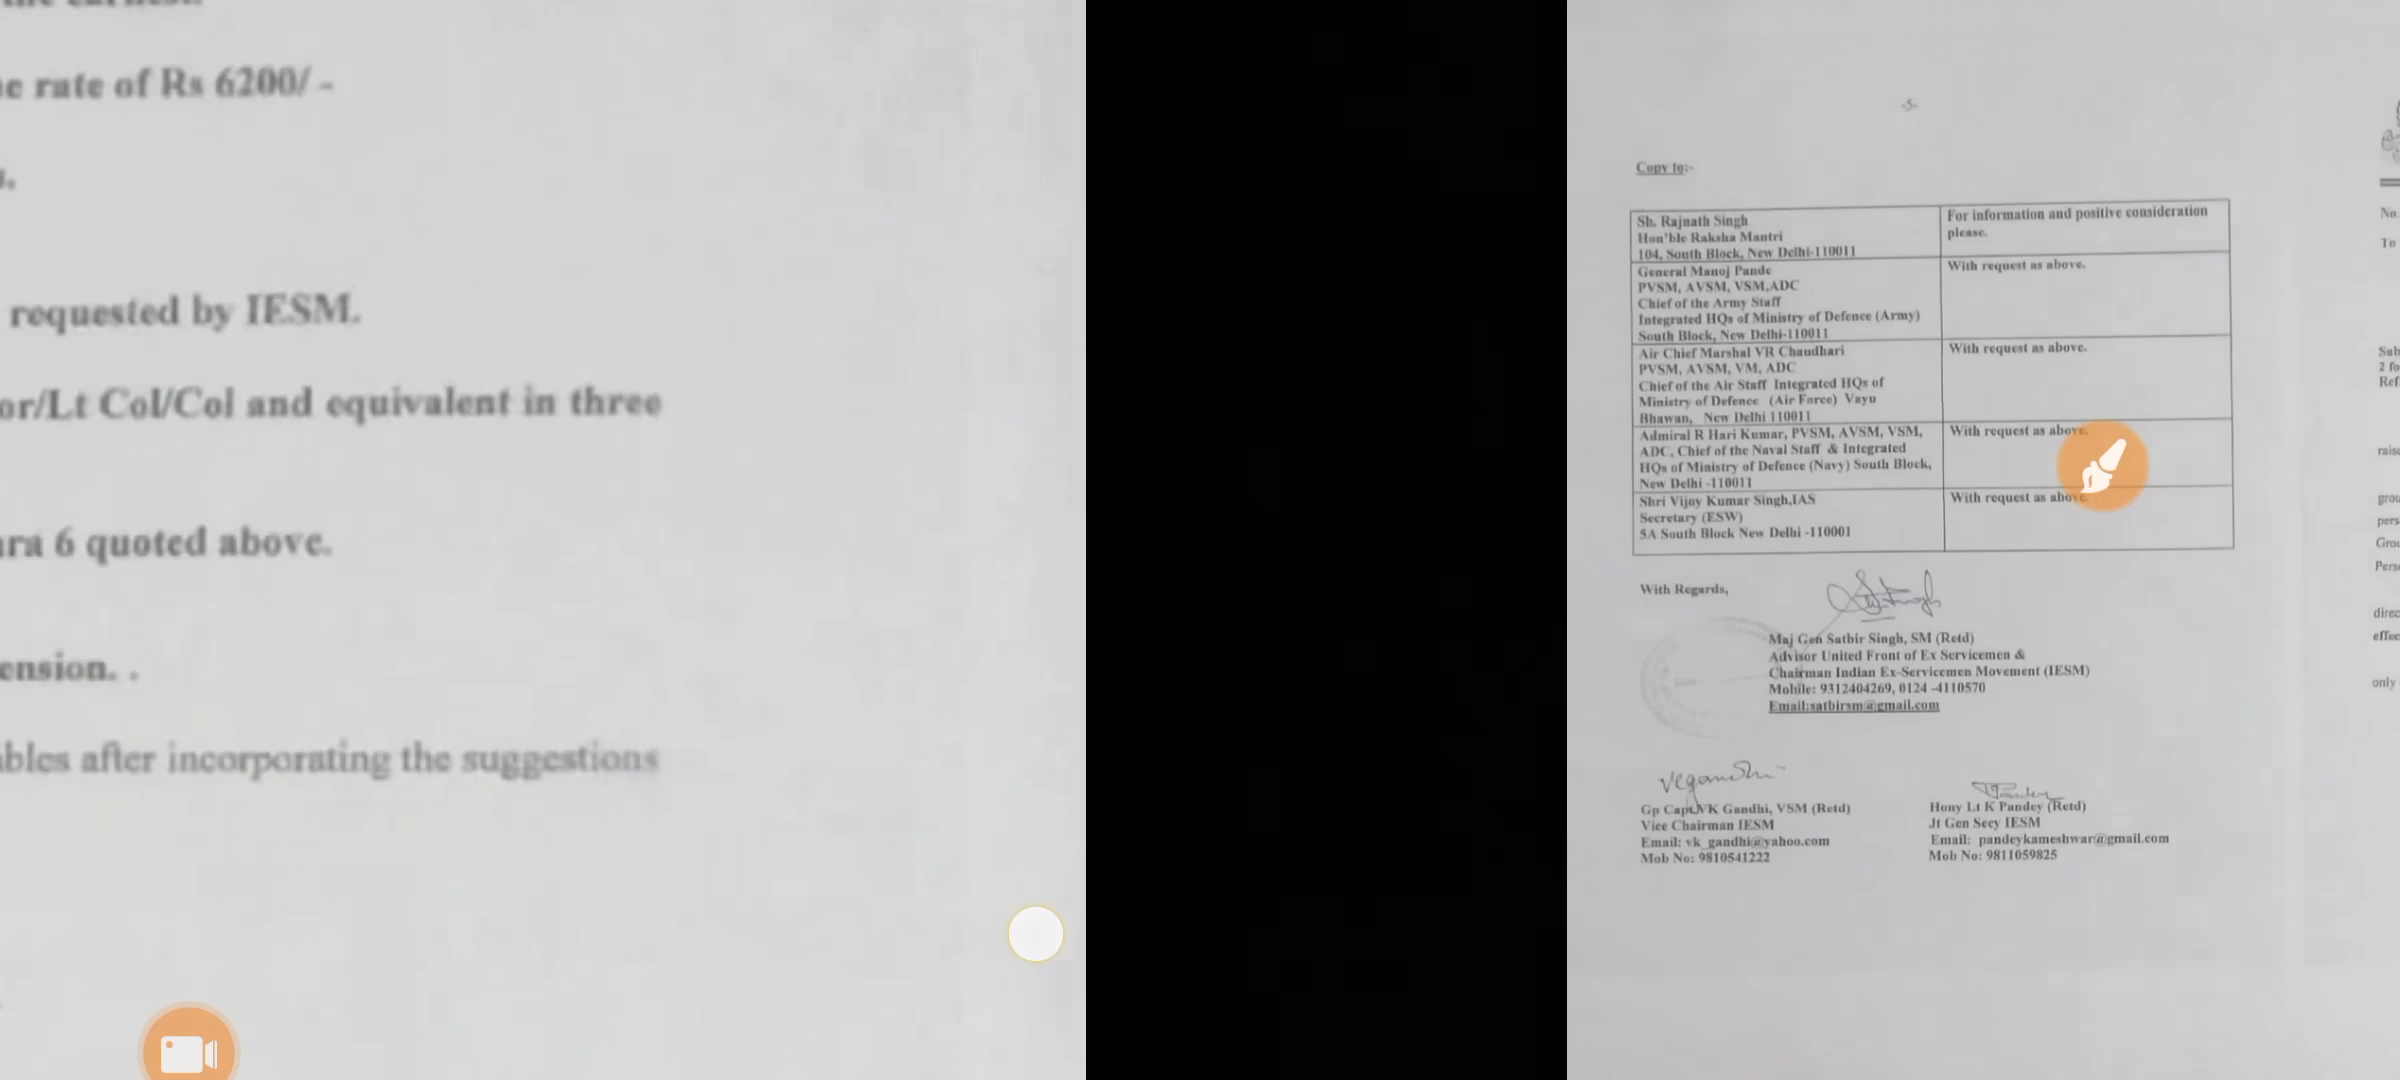 rate of Rs 6200/ -
requested by IESM.
or/Lt Col/Col and equivalent in three
6 quoted above.
after incorporating the suggestions
-5-
Copy to:-
Sh. Rajnath Singh
Hon'ble Raksha Mantri
104, South Block, New Delhi-110011
For information and positive consideration
please.
General Manoj Pande
PVSM, AVSM, VSM,ADC
Chief of the Army Staff
Integrated HQs of Ministry of Defence (Army)
South Block, New Delhi-110011
With request as above.
Air Chief Marshal VR Chaudhari
PVSM, AVSM, VM, ADC
Chief of the Air Staff Integrated HQs of
Ministry of Defence (Air Force) Vayu
Bhawan, New Delhi 110011
With request as above.
Admiral R Hari Kumar, PVSM, AVSM, VSM,
ADC, Chief of the Naval Staff & Integrated
HQs of Ministry of Defence (Navy) South Block,
New Delhi -110011
With request as above.
Shri Vijoy Kumar Singh,IAS
Secretary (ESW)
5A South Block New Delhi -110001
With request as above.
With Regards,
Maj Gen Satbir Singh, SM (Retd)
Advisor United Front of Ex Servicemen &
Chairman Indian Ex-Servicemen Movement (IESM)
Mobile: 9312404269, 0124 -4110570
Email:satbirsm@gmail.com
Gp Capt VK Gandhi, VSM (Retd)
Vice Chairman IESM
Email: vk_gandhi@yahoo.com
Mob No: 9810541222
Hony Lt K Pandey (Retd)
Jt Gen Secy IESM
Email: pandeykameshwar@gmail.com
Mob No: 9811059825
No
To
Sub
2 fo
Ref
only